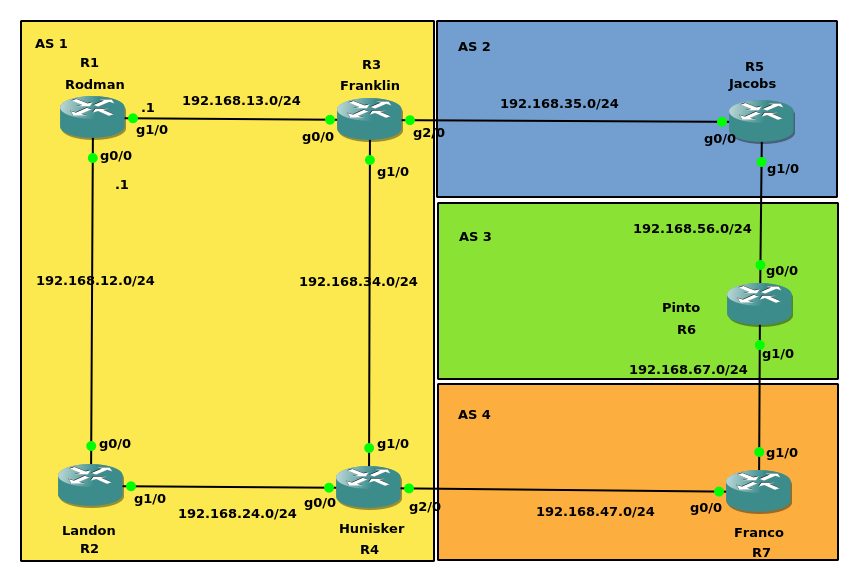 AS 1
R1
Rodman
.1
g1/0
g0/0
.1
192.168.13.0/24
R3
Franklin
g0/0
g2/0
g1/0
AS 2
192.168.35.0/24
R5
Jacobs
g0/0
g1/0
192.168.12.0/24
192.168.34.0/24
AS 3
192.168.56.0/24
g0/0
Pinto
R6
g1/0
192.168.67.0/24
AS 4
g0/0
g1/0
Landon
R2
192.168.24.0/24
g1/0
g0/0
g2/0
Hunisker
R4
192.168.47.0/24
g1/0
g0/0
Franco
R7